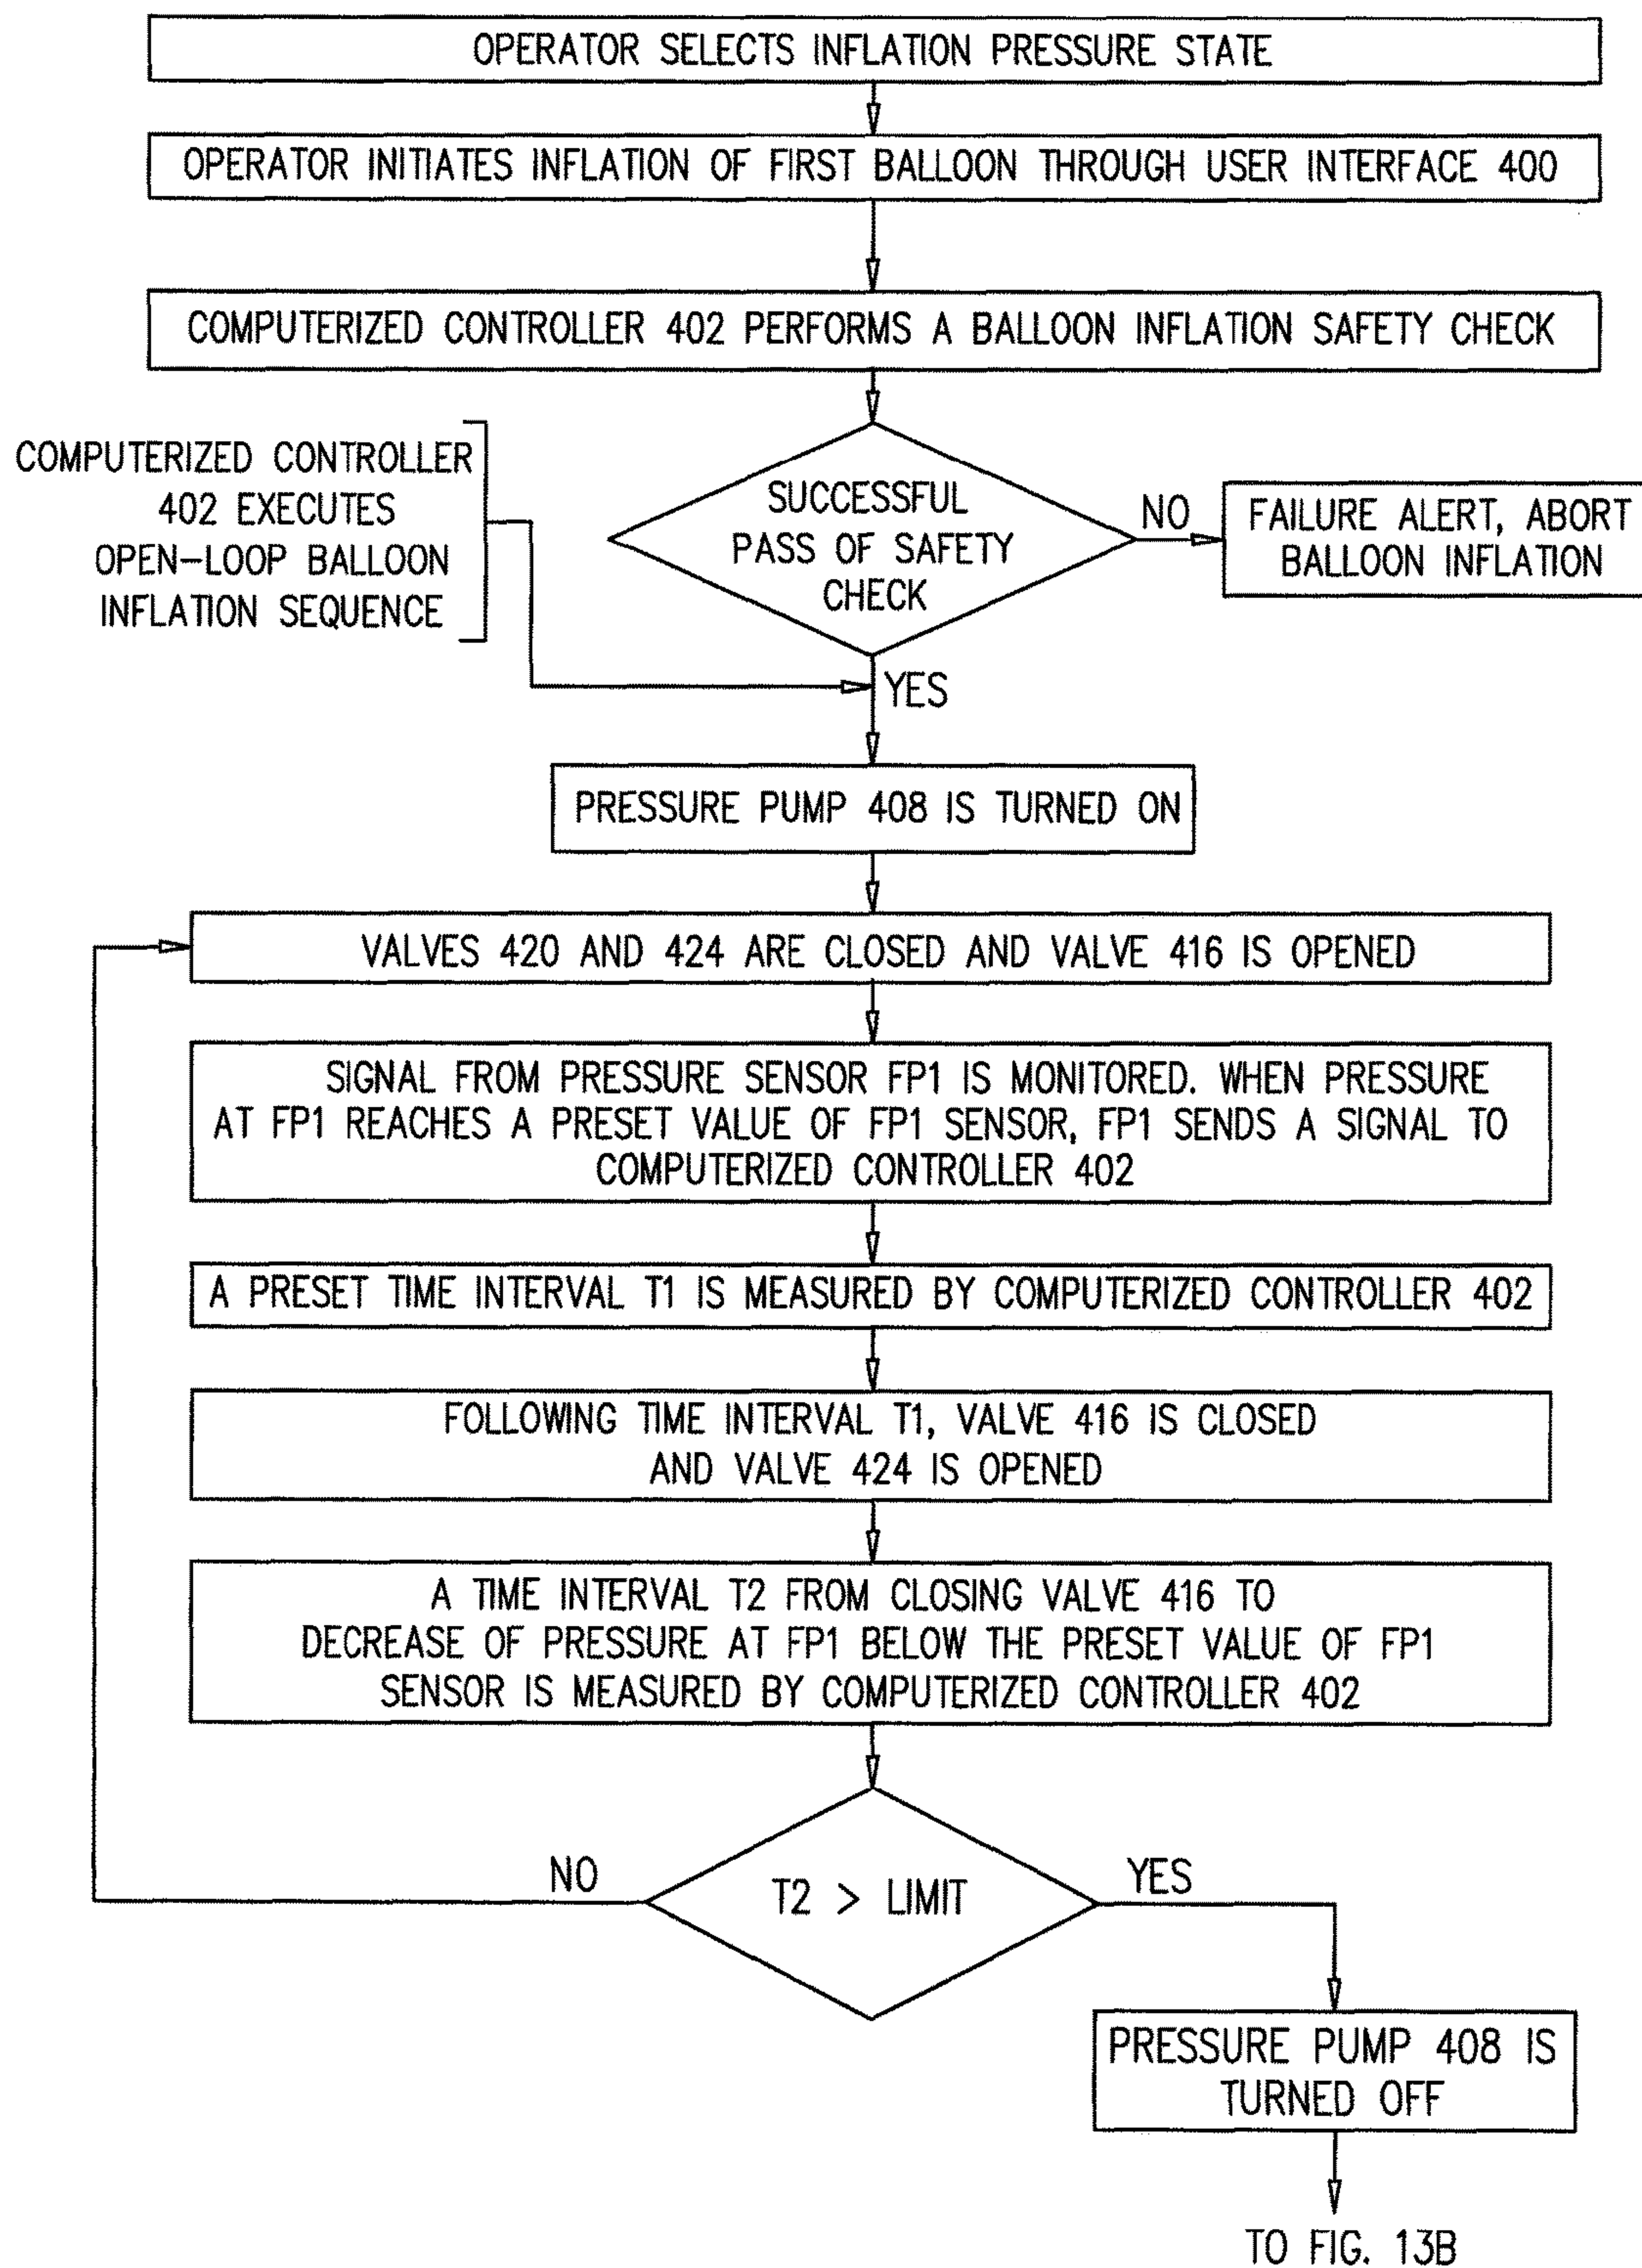 OPERATOR SELECTS INFLATION PRESSURE STATE
OPERATOR INITIATES INFLATION OF FIRST BALLOON THROUGH USER INTERFACE 400
COMPUTERIZED CONTROLLER 402 PERFORMS A BALLOON INFLATION SAFETY CHECK
COMPUTERIZED CONTROLLER
402 EXECUTES
OPEN-LOOP BALLOON
INFLATION SEQUENCE
SUCCESSFUL
PASS OF SAFETY
CHECK
NO
FAILURE ALERT, ABORT
BALLOON INFLATION
YES
PRESSURE PUMP 408 IS TURNED ON
VALVES 420 AND 424 ARE CLOSED AND VALVE 416 IS OPENED
SIGNAL FROM PRESSURE SENSOR FP1 IS MONITORED. WHEN PRESSURE
AT FP1 REACHES A PRESET VALUE OF FP1 SENSOR, FP1 SENDS A SIGNAL TO
COMPUTERIZED CONTROLLER 402
A PRESET TIME INTERVAL T1 IS MEASURED BY COMPUTERIZED CONTROLLER 402
FOLLOWING TIME INTERVAL T1, VALVE 416 IS CLOSED
AND VALVE 424 IS OPENED
A TIME INTERVAL T2 FROM CLOSING VALVE 416 TO
DECREASE OF PRESSURE AT FP1 BELOW THE PRESET VALUE OF FP1
SENSOR IS MEASURED BY COMPUTERIZED CONTROLLER 402
NO
T2 > LIMIT
YES
PRESSURE PUMP 408 IS
TURNED OFF
TO FIG. 13B